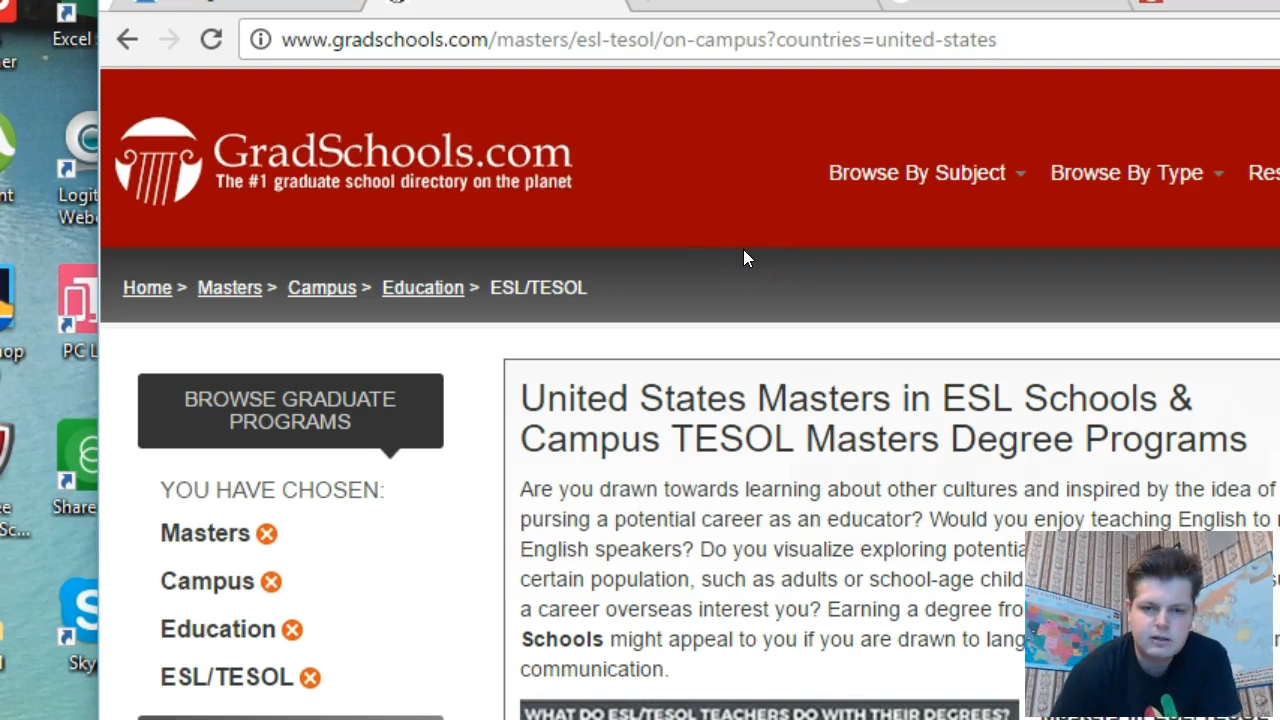 Excel
www.gradschools.com/masters/esl-tesol/on-campus?countries=united-states
er
GradSchools.com
The #1 graduate school directory on the planet
Browse By Subject
Browse By Type
Res
nt
Logit
Web
Home > Masters > Campus > Education > ESL/TESOL
op
PC L
BROWSE GRADUATE
PROGRAMS
YOU HAVE CHOSEN:
Masters
Campus
Education
ESL/TESOL
United States Masters in ESL Schools &
Campus TESOL Masters Degree Programs
Are you drawn towards learning about other cultures and inspired by the idea of
pursing a potential career as an educator? Would you enjoy teaching English to
English speakers? Do you visualize exploring potentia
certain population, such as adults or school-age child
a career overseas interest you? Earning a degree fro
Schools might appeal to you if you are drawn to lang
communication.
WHAT DO ESL/TESOL TEACHERS DO WITH THEIR DEGREES?
e
Sc...
Share
Sky